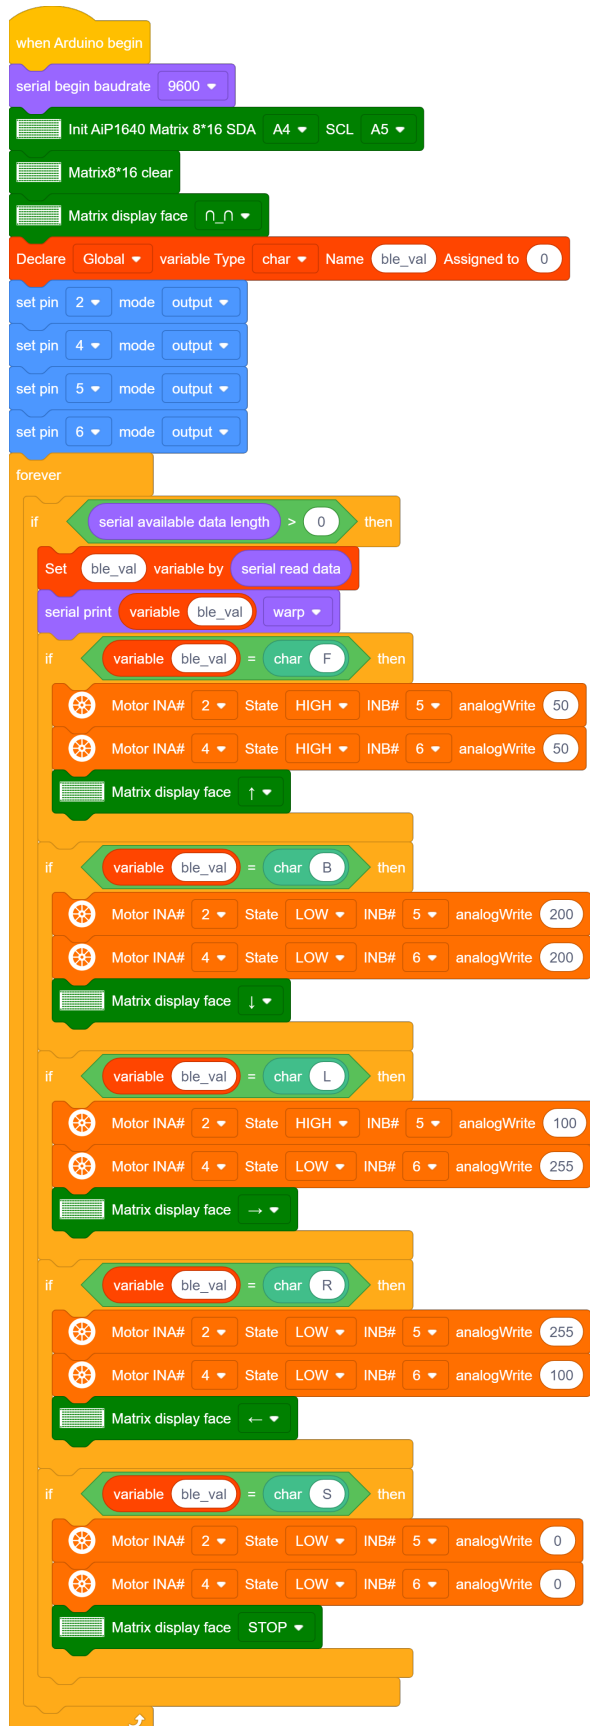 when Arduino begin
serial begin baudrate 9600
Init AiP1640 Matrix 8*16 SDA A4 SCL A5
Matrix8*16 clear
Matrix display face ∩_∩
Declare Global variable Type char Name ble_val Assigned to 0
set pin 2 mode output
set pin 4 mode output
set pin 5 mode output
set pin 6 mode output
forever
if serial available data length > 0 then
Set ble_val variable by serial read data
serial print variable ble_val warp
if variable ble_val = char F then
Motor INA# 2 State HIGH INB# 5 analogWrite 50
Motor INA# 4 State HIGH INB# 6 analogWrite 50
Matrix display face ↑
if variable ble_val = char B then
Motor INA# 2 State LOW INB# 5 analogWrite 200
Motor INA# 4 State LOW INB# 6 analogWrite 200
Matrix display face ↓
if variable ble_val = char L then
Motor INA# 2 State HIGH INB# 5 analogWrite 100
Motor INA# 4 State LOW INB# 6 analogWrite 255
Matrix display face →
if variable ble_val = char R then
Motor INA# 2 State LOW INB# 5 analogWrite 255
Motor INA# 4 State LOW INB# 6 analogWrite 100
Matrix display face ←
if variable ble_val = char S then
Motor INA# 2 State LOW INB# 5 analogWrite 0
Motor INA# 4 State LOW INB# 6 analogWrite 0
Matrix display face STOP